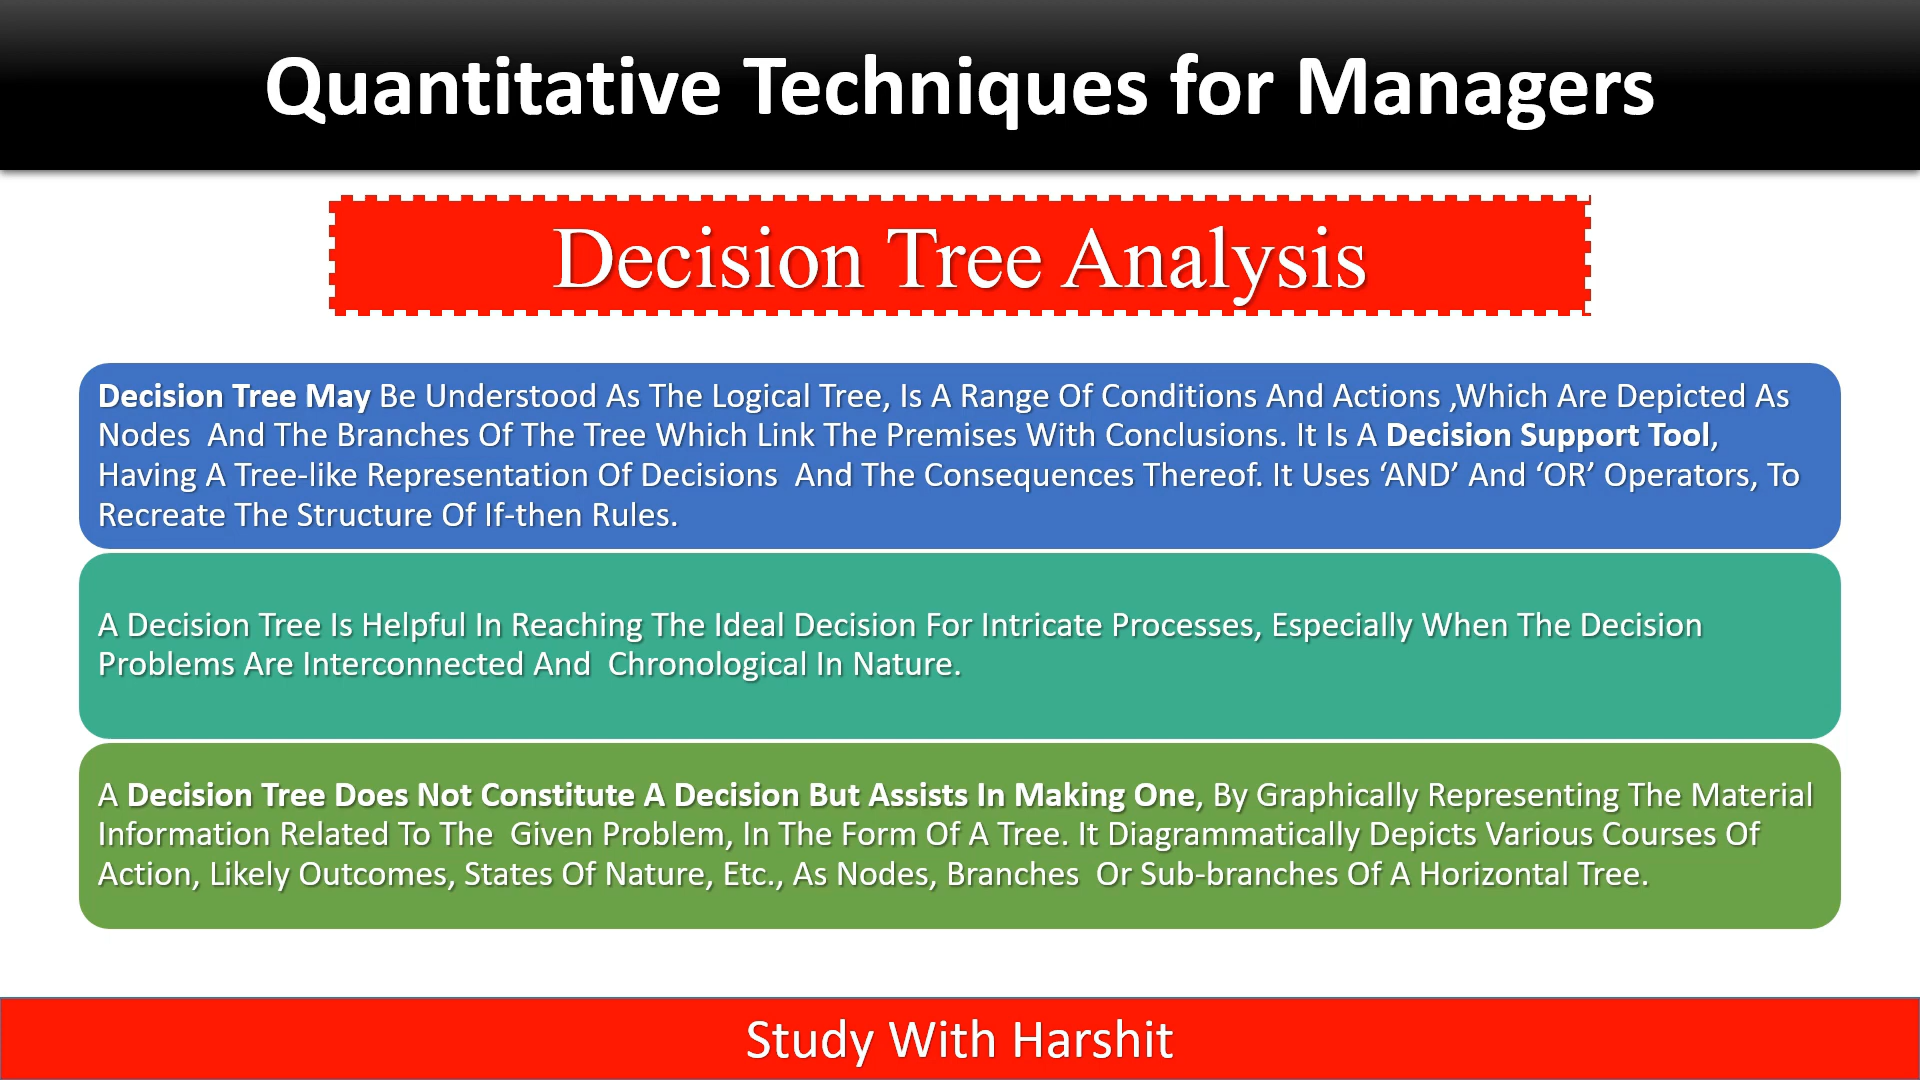 Quantitative Techniques for Managers
Decision Tree Analysis
Decision Tree May Be Understood As The Logical Tree, Is A Range Of Conditions And Actions ,Which Are Depicted As
Nodes And The Branches Of The Tree Which Link The Premises With Conclusions. It Is A Decision Support Tool,
Having A Tree-like Representation Of Decisions And The Consequences Thereof. It Uses ‘AND’ And ‘OR’ Operators, To
Recreate The Structure Of If-then Rules.
A Decision Tree Is Helpful In Reaching The Ideal Decision For Intricate Processes, Especially When The Decision
Problems Are Interconnected And Chronological In Nature.
A Decision Tree Does Not Constitute A Decision But Assists In Making One, By Graphically Representing The Material
Information Related To The Given Problem, In The Form Of A Tree. It Diagrammatically Depicts Various Courses Of
Action, Likely Outcomes, States Of Nature, Etc., As Nodes, Branches Or Sub-branches Of A Horizontal Tree.
Study With Harshit